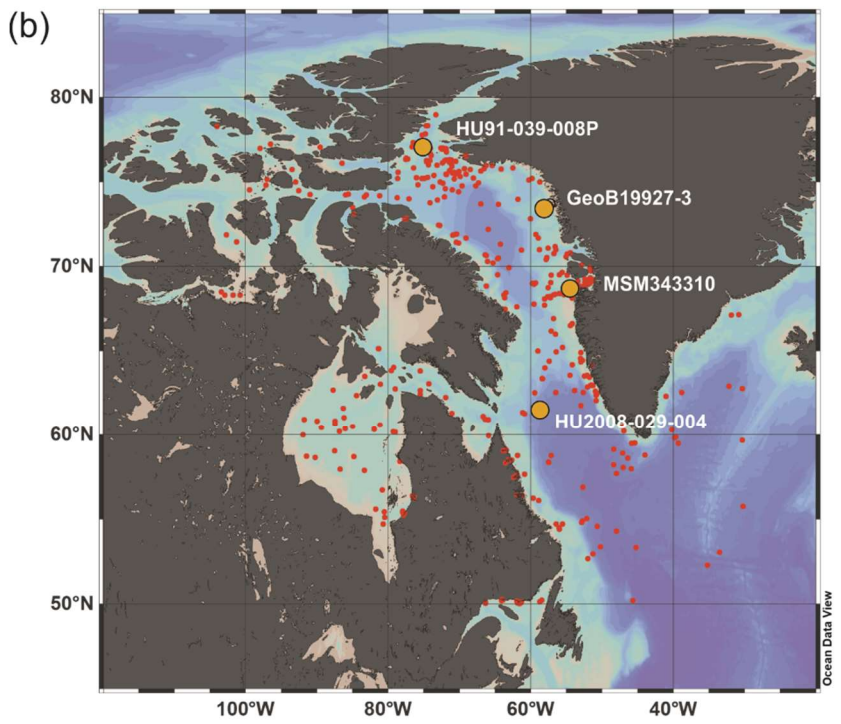 (b)
80°N
HU91-039-008P
GeoB19927-3
70°N
MSM343310
HU2008-029-004
60°N
50°N
100°W 80°W 60°W 40°W
Ocean Data View